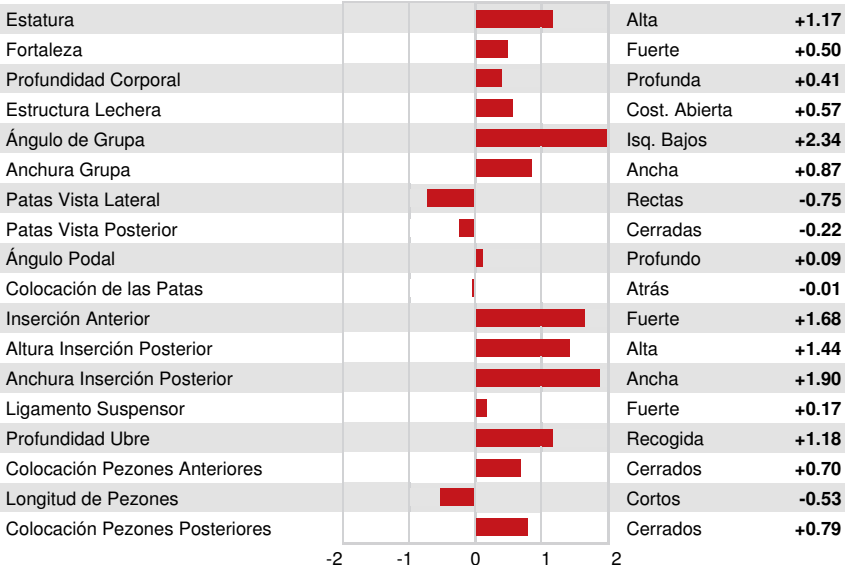 Estatura Alta +1.17
Fortaleza Fuerte +0.50
Profundidad Corporal Profunda +0.41
Estructura Lechera Cost. Abierta +0.57
Ángulo de Grupa Isq. Bajos +2.34
Anchura Grupa Ancha +0.87
Patas Vista Lateral Rectas -0.75
Patas Vista Posterior Cerradas -0.22
Ángulo Podal Profundo +0.09
Colocación de las Patas Atrás -0.01
Inserción Anterior Fuerte +1.68
Altura Inserción Posterior Alta +1.44
Anchura Inserción Posterior Ancha +1.90
Ligamento Suspensor Fuerte +0.17
Profundidad Ubre Recogida +1.18
Colocación Pezones Anteriores Cerrados +0.70
Longitud de Pezones Cortos -0.53
Colocación Pezones Posteriores Cerrados +0.79
-2 -1 0 1 2